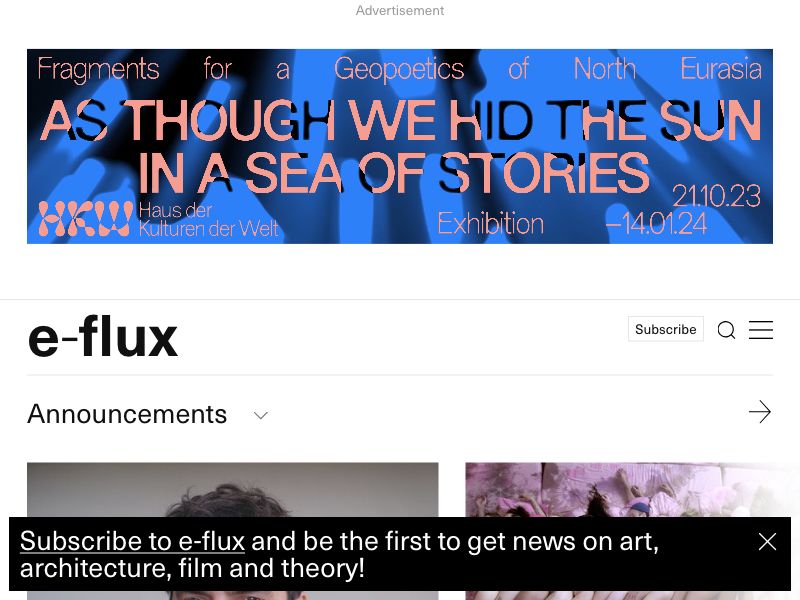 Advertisement
Fragments for a Geopoetics of North Eurasia
AS THOUGH WE HID THE SUN
IN A SEA OF STORIES
21.10.23
HKW Haus der
Kulturen der Welt
Exhibition —14.01.24
e-flux
Subscribe
Announcements
Subscribe to e-flux and be the first to get news on art,
architecture, film and theory!